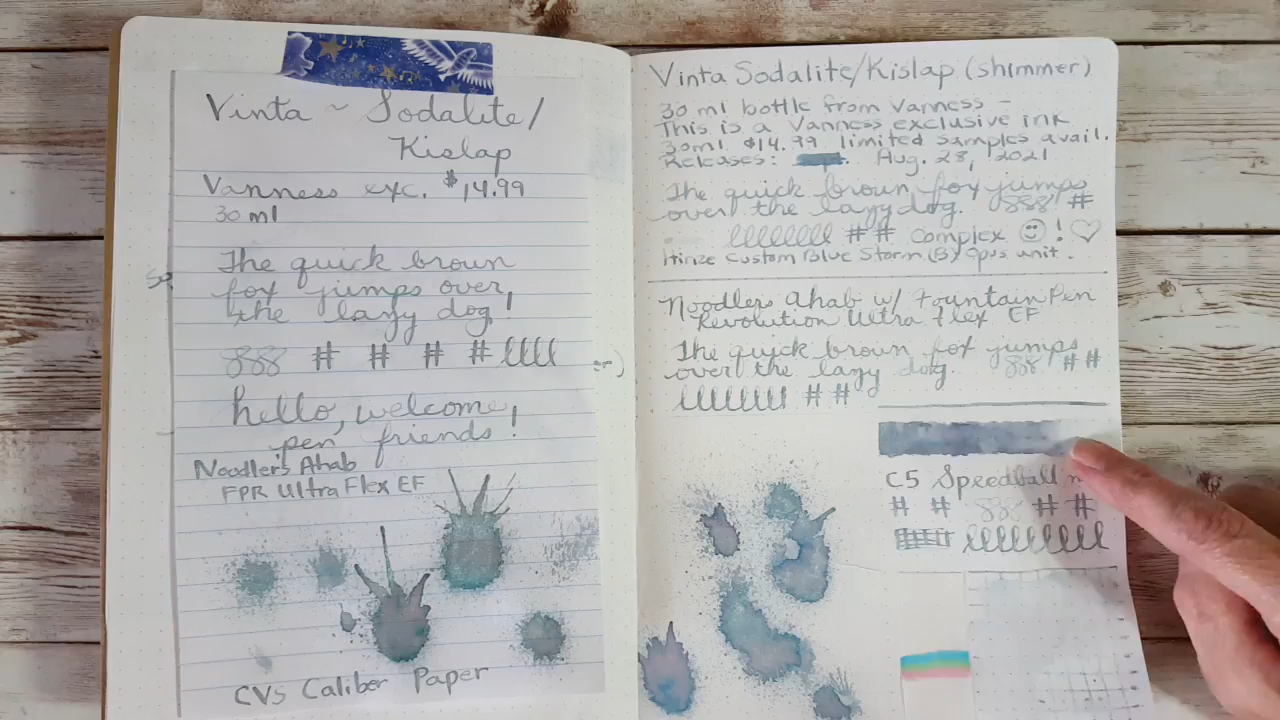 Vinta ~ Sodalite/
Kislap
Vanness exc. $14.99
30 ml
The quick brown
fox jumps over
the lazy dog!
888 # # # # llll
hello, welcome,
pen friends!
Noodler's Ahab
FPR Ultra Flex EF
CVS Caliber Paper
Vinta Sodalite/Kislap (shimmer)
30 ml bottle from Vanness -
This is a Vanness exclusive ink
30ml $14.99 limited samples avail.
Releases: Aug. 28, 2021
The quick brown fox jumps
over the lazy dog. 888 #
llllllll # # complex ☺ ! ♡
Hinze Custom Blue Storm (B) opus unit.
Noodlers Ahab w/ Fountain Pen
Revolution Ultra Flex EF
The quick brown fox jumps
over the lazy dog. 888 # #
llllllll # #
C5 Speedball
# # 888 # #
# lllllllll